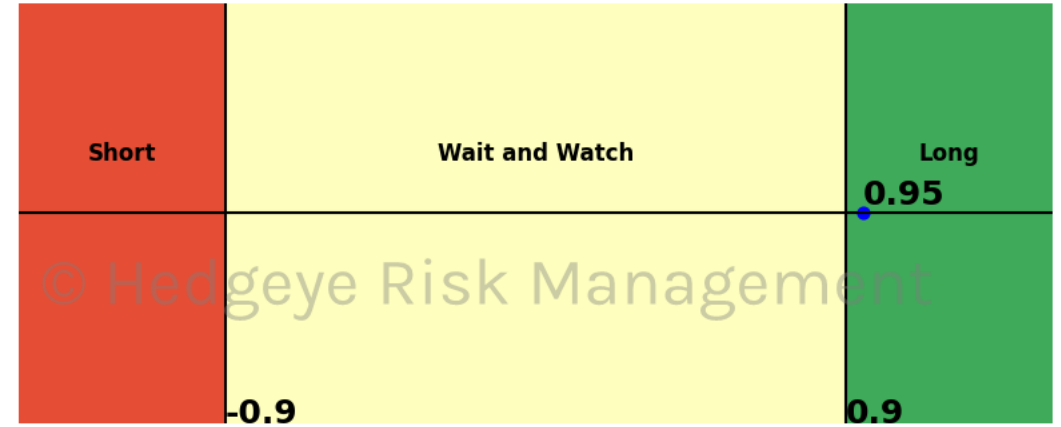 Short
Wait and Watch
Long
0.95
© Hedgeye Risk Management
-0.9
0.9